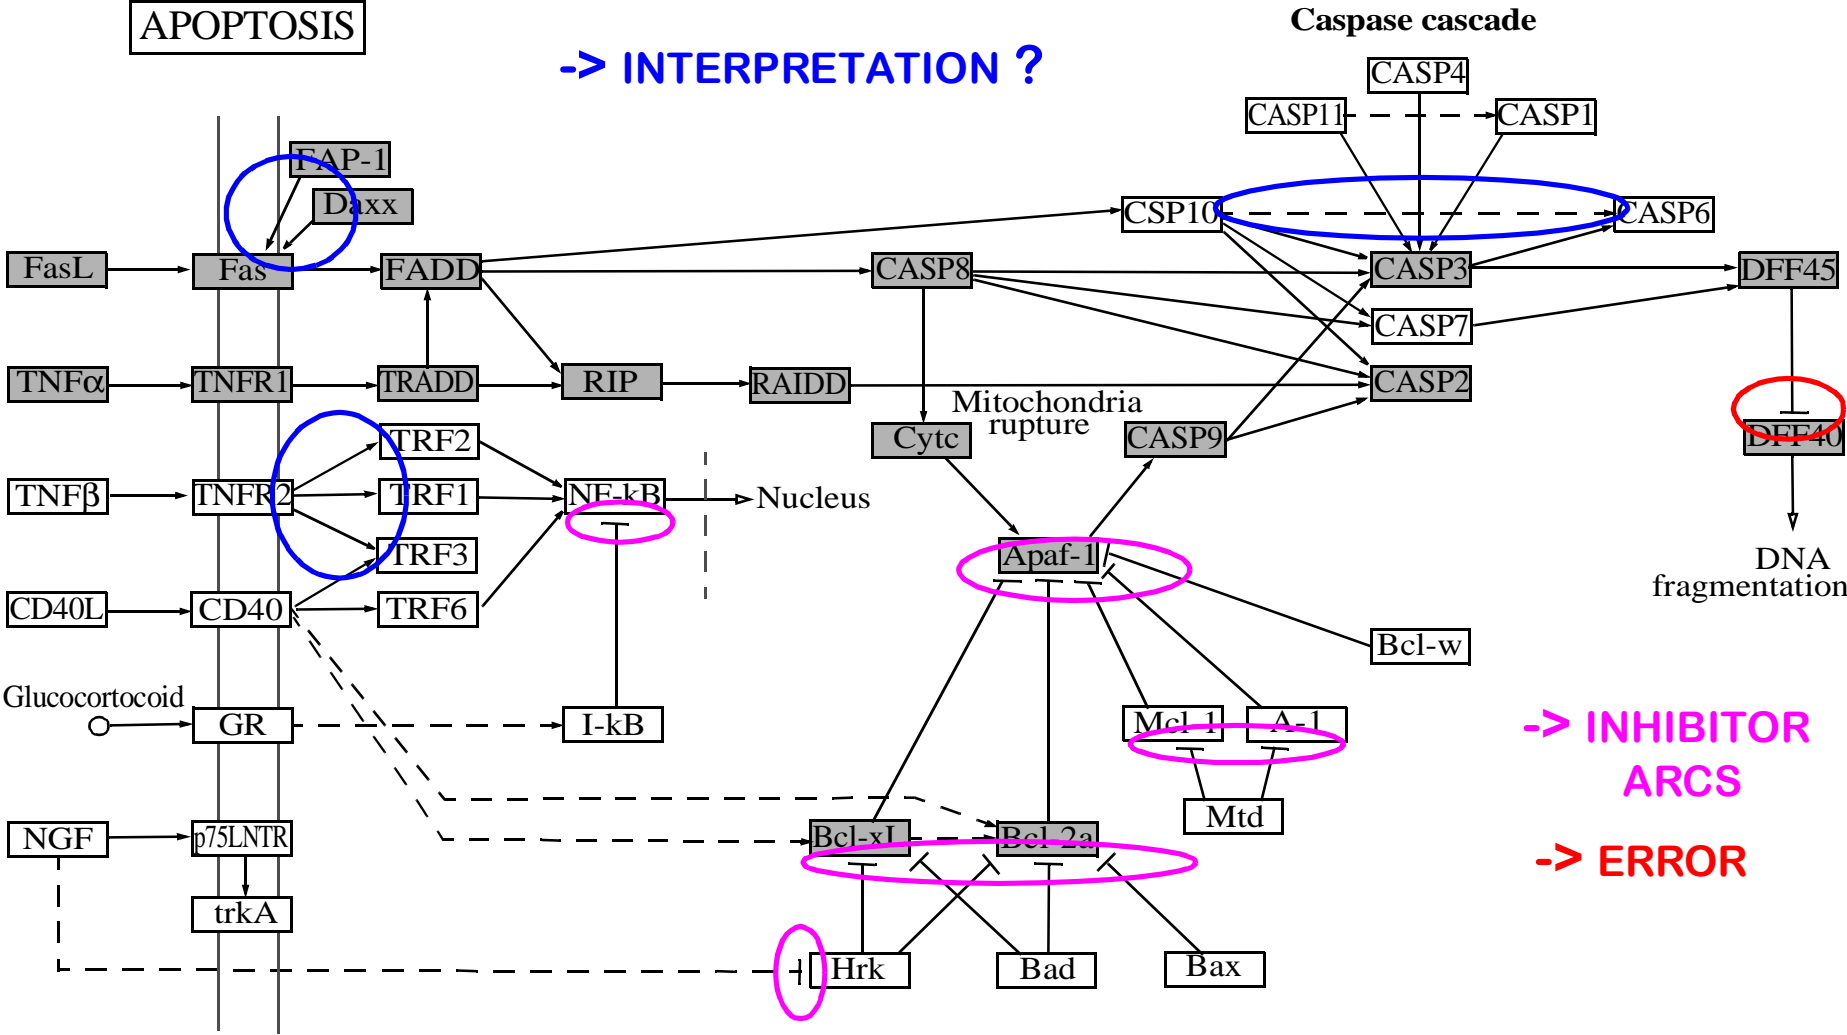 APOPTOSIS
Caspase cascade
-> INTERPRETATION ?
CASP4
CASP11
CASP1
FAP-1
Daxx
CSP10
CASP6
FasL
Fas
FADD
CASP8
CASP3
DFF45
CASP7
TNFα
TNFR1
TRADD
RIP
RAIDD
CASP2
Mitochondria
rupture
TRF2
Cytc
CASP9
DFF40
TNFβ
TNFR2
TRF1
NF-kB
Nucleus
TRF3
Apaf-1
DNA
fragmentation
CD40L
CD40
TRF6
Bcl-w
Glucocortocoid
GR
I-kB
Mcl-1
A-1
-> INHIBITOR
ARCS
Mtd
NGF
p75LNTR
Bcl-xL
Bcl-2a
-> ERROR
trkA
Hrk
Bad
Bax